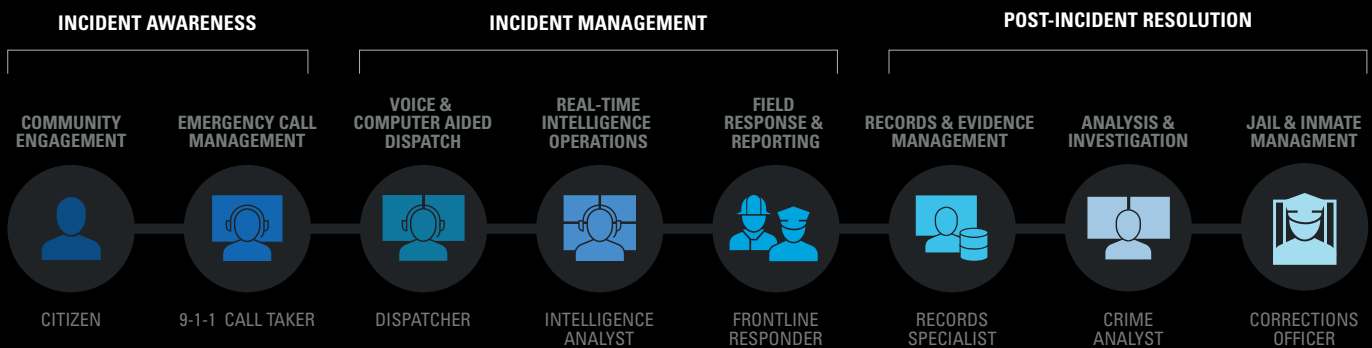 INCIDENT AWARENESS
INCIDENT MANAGEMENT
POST-INCIDENT RESOLUTION
COMMUNITY
ENGAGEMENT
EMERGENCY CALL
MANAGEMENT
VOICE &
COMPUTER AIDED
DISPATCH
REAL-TIME
INTELLIGENCE
OPERATIONS
FIELD
RESPONSE &
REPORTING
RECORDS & EVIDENCE
MANAGEMENT
ANALYSIS &
INVESTIGATION
JAIL & INMATE
MANAGMENT
CITIZEN
9-1-1 CALL TAKER
DISPATCHER
INTELLIGENCE
ANALYST
FRONTLINE
RESPONDER
RECORDS
SPECIALIST
CRIME
ANALYST
CORRECTIONS
OFFICER